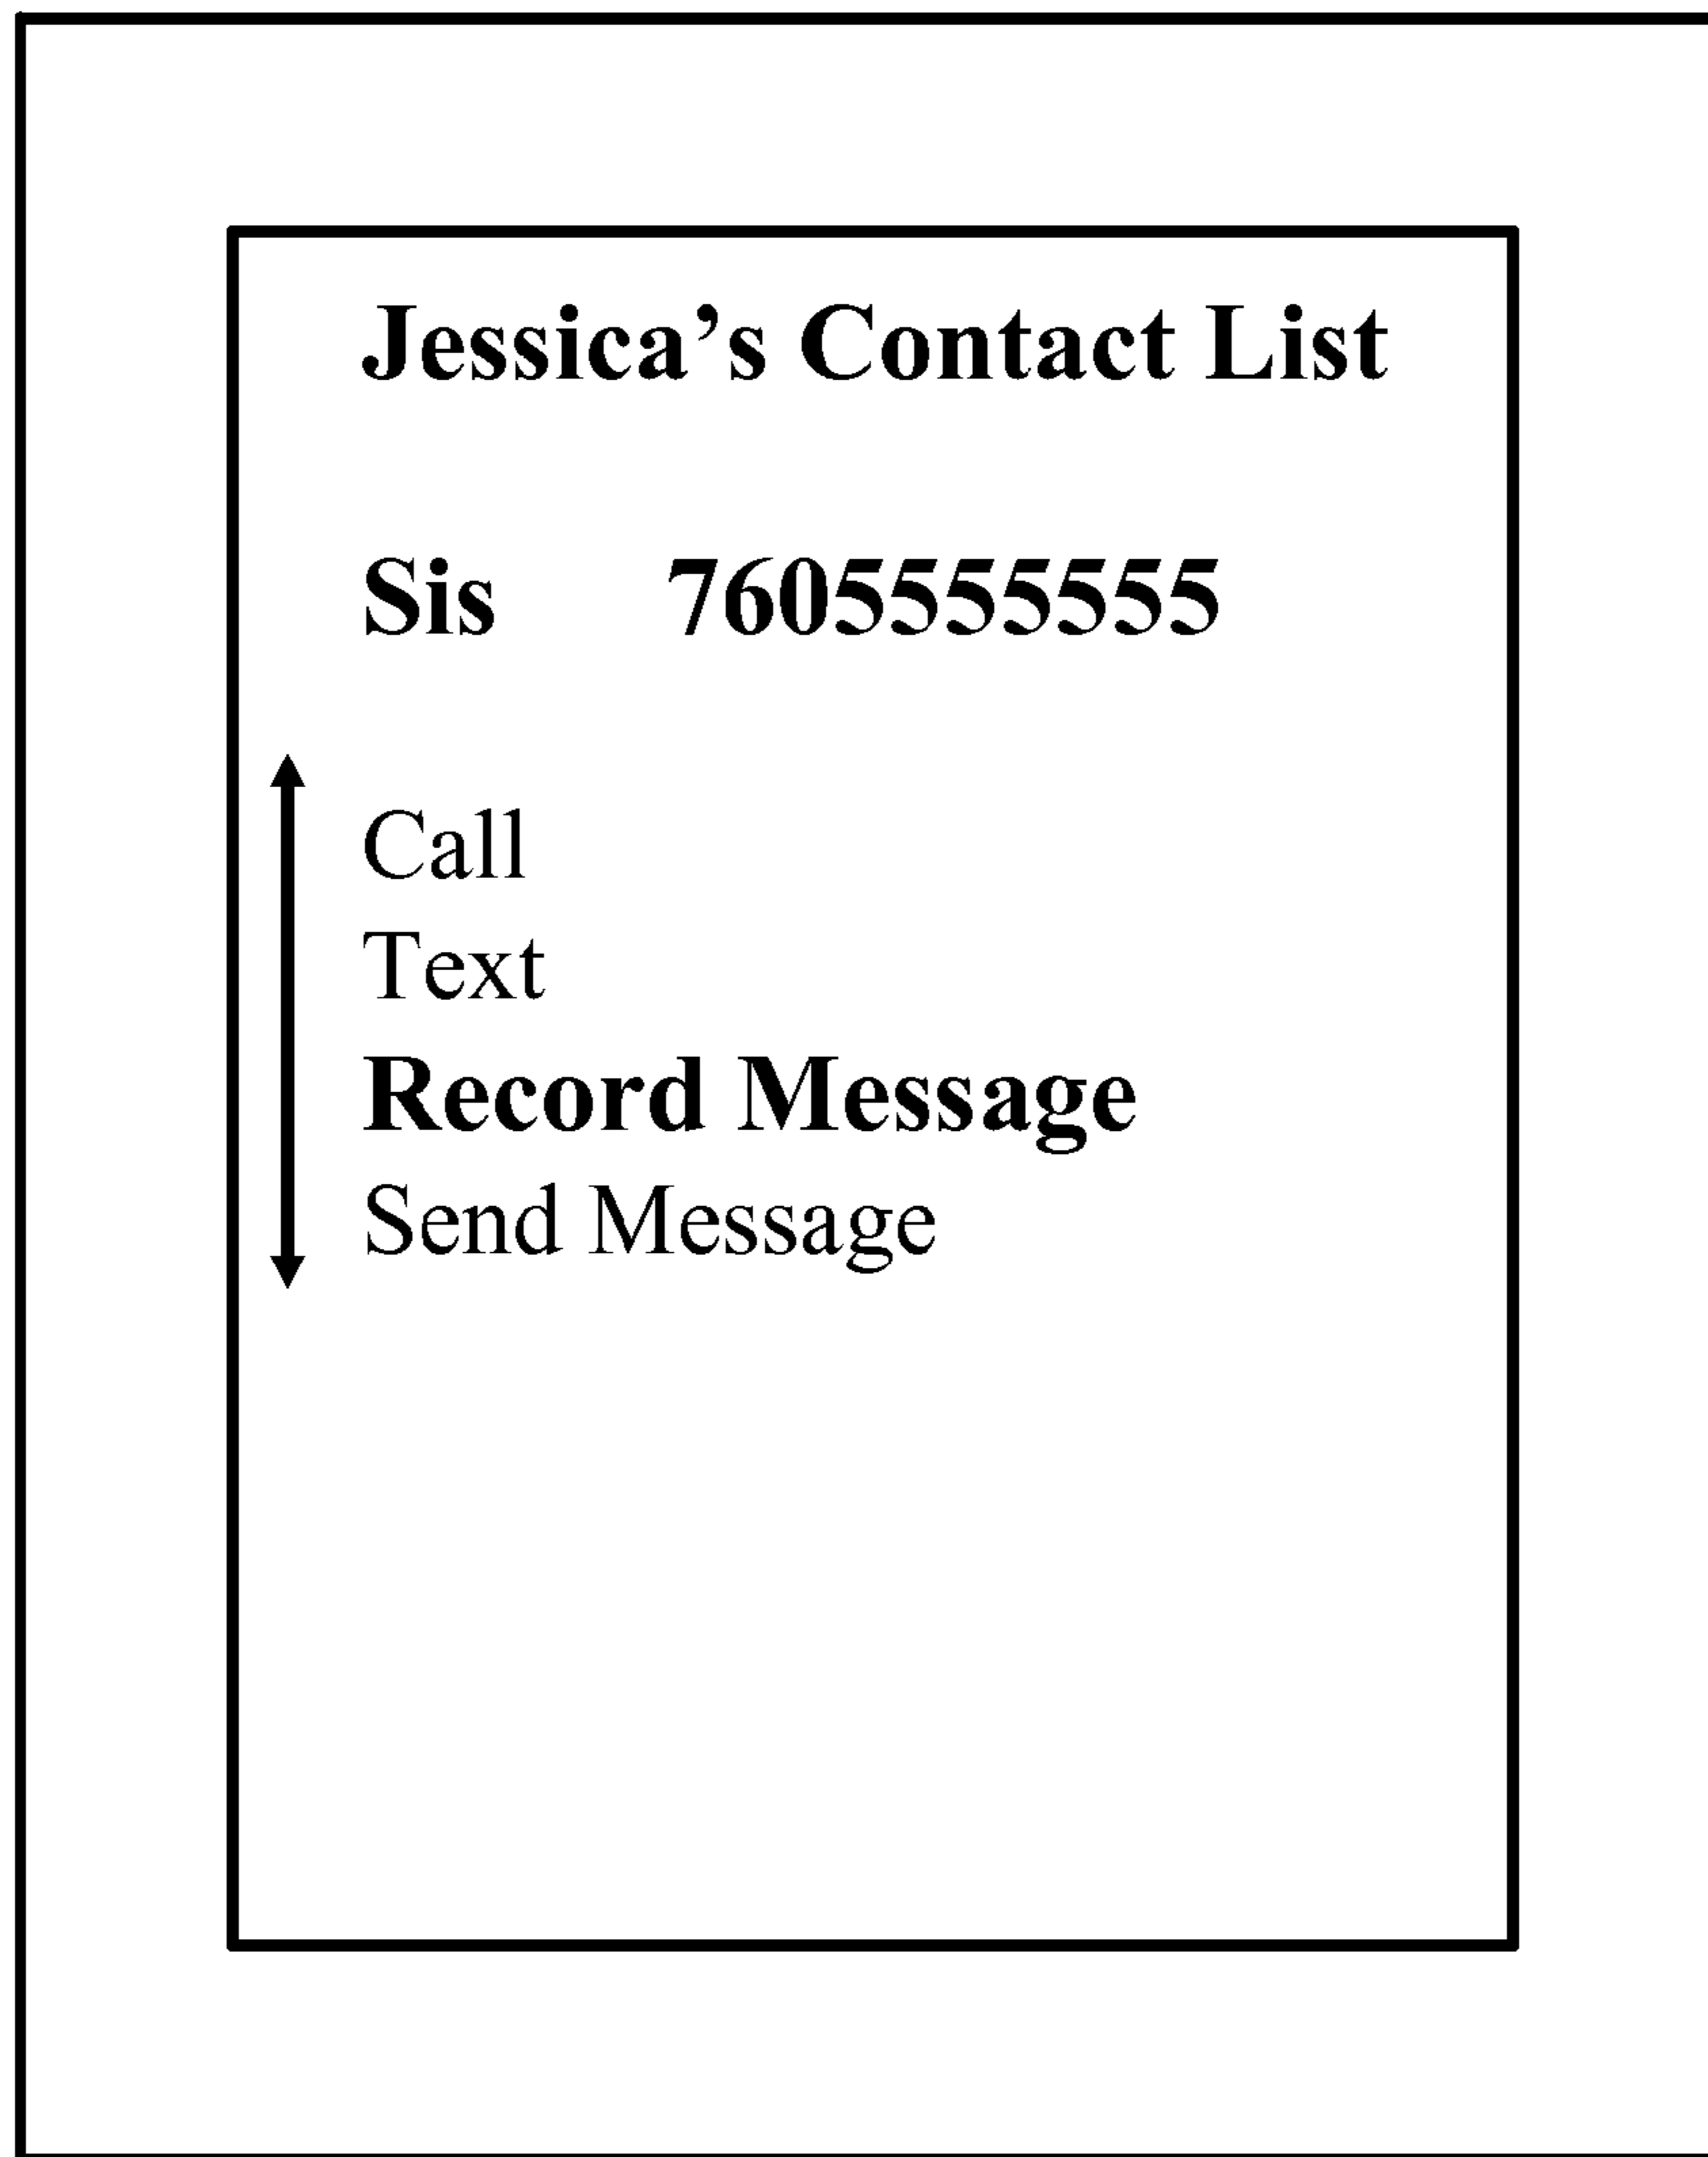 Jessica’s Contact List
Sis 7605555555
Call
Text
Record Message
Send Message